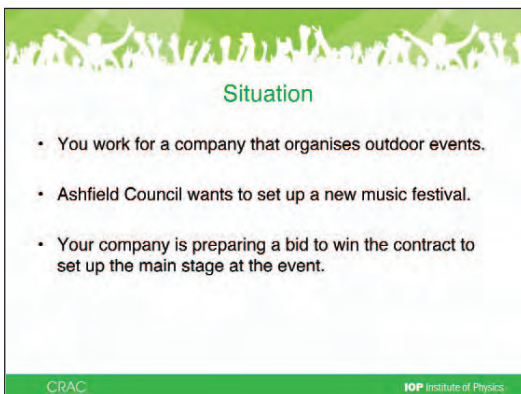 Situation
• You work for a company that organises outdoor events.
• Ashfield Council wants to set up a new music festival.
• Your company is preparing a bid to win the contract to
set up the main stage at the event.
CRAC
IOP Institute of Physics